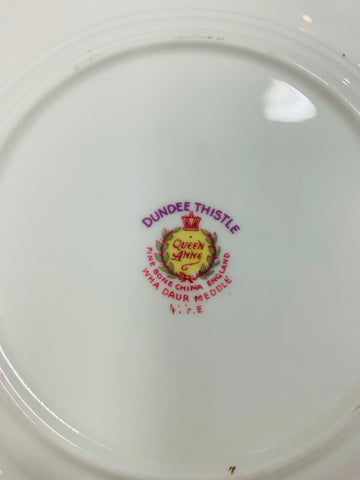 DUNDEE THISTLE
QUEEN
ANNE
FINE BONE CHINA ENGLAND
WHA DAUR MEDDLE